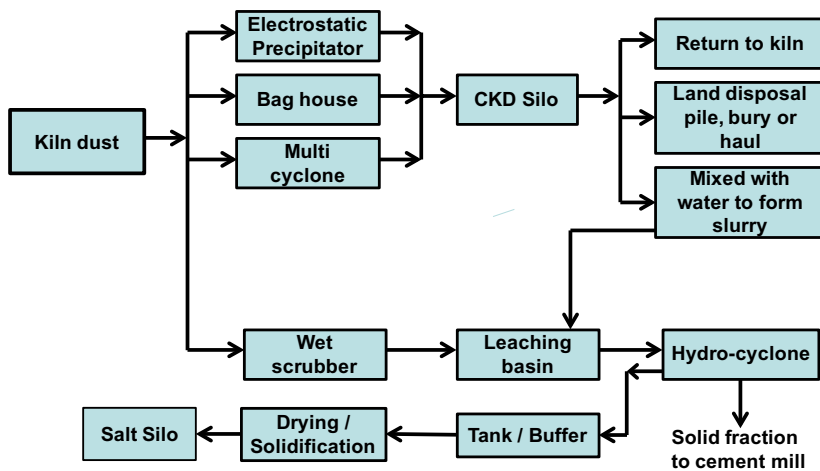 Electrostatic
Precipitator
Return to kiln
Bag house
CKD Silo
Land disposal
pile, bury or
haul
Kiln dust
Multi
cyclone
Mixed with
water to form
slurry
Wet
scrubber
Leaching
basin
Hydro-cyclone
Salt Silo
Drying /
Solidification
Tank / Buffer
Solid fraction
to cement mill